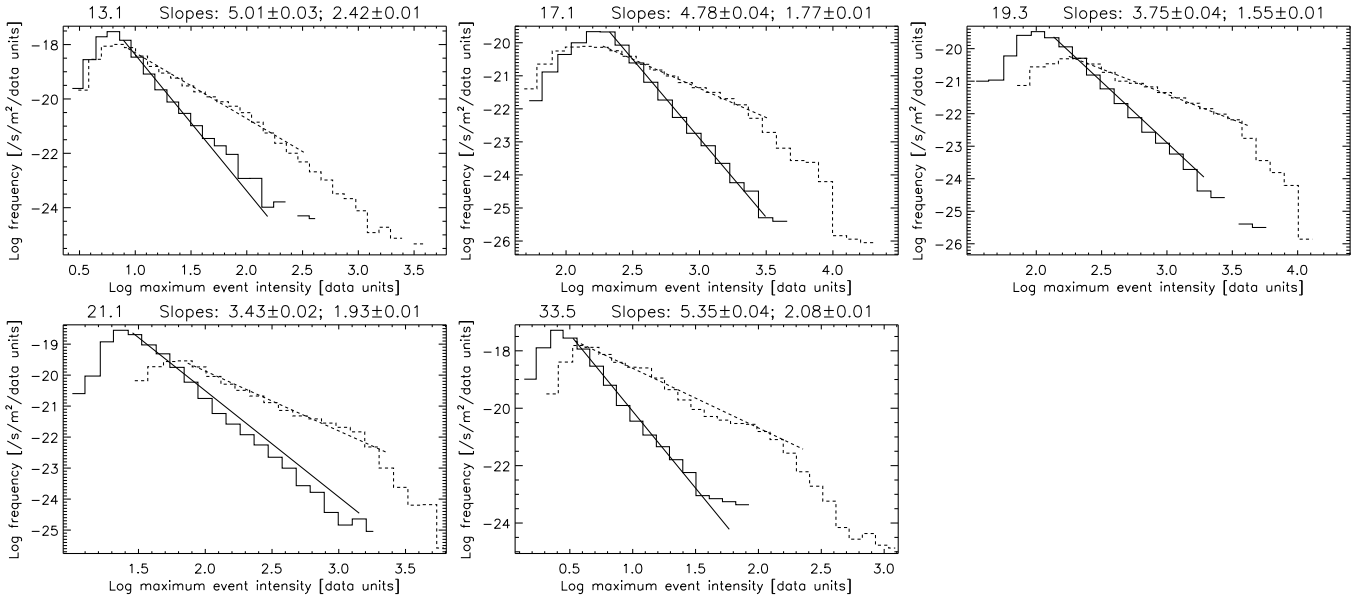 13.1 Slopes: 5.01±0.03; 2.42±0.01
17.1 Slopes: 4.78±0.04; 1.77±0.01
19.3 Slopes: 3.75±0.04; 1.55±0.01
Log frequency [/s/m²/data units]
-18
-20
-22
-24
0.5 1.0 1.5 2.0 2.5 3.0 3.5
Log maximum event intensity [data units]
Log frequency [/s/m²/data units]
-20
-21
-22
-23
-24
-25
-26
2.0 2.5 3.0 3.5 4.0
Log maximum event intensity [data units]
Log frequency [/s/m²/data units]
-20
-21
-22
-23
-24
-25
-26
2.0 2.5 3.0 3.5 4.0
Log maximum event intensity [data units]
21.1 Slopes: 3.43±0.02; 1.93±0.01
33.5 Slopes: 5.35±0.04; 2.08±0.01
Log frequency [/s/m²/data units]
-19
-20
-21
-22
-23
-24
-25
1.0 1.5 2.0 2.5 3.0 3.5
Log maximum event intensity [data units]
Log frequency [/s/m²/data units]
-18
-20
-22
-24
0.5 1.0 1.5 2.0 2.5 3.0
Log maximum event intensity [data units]